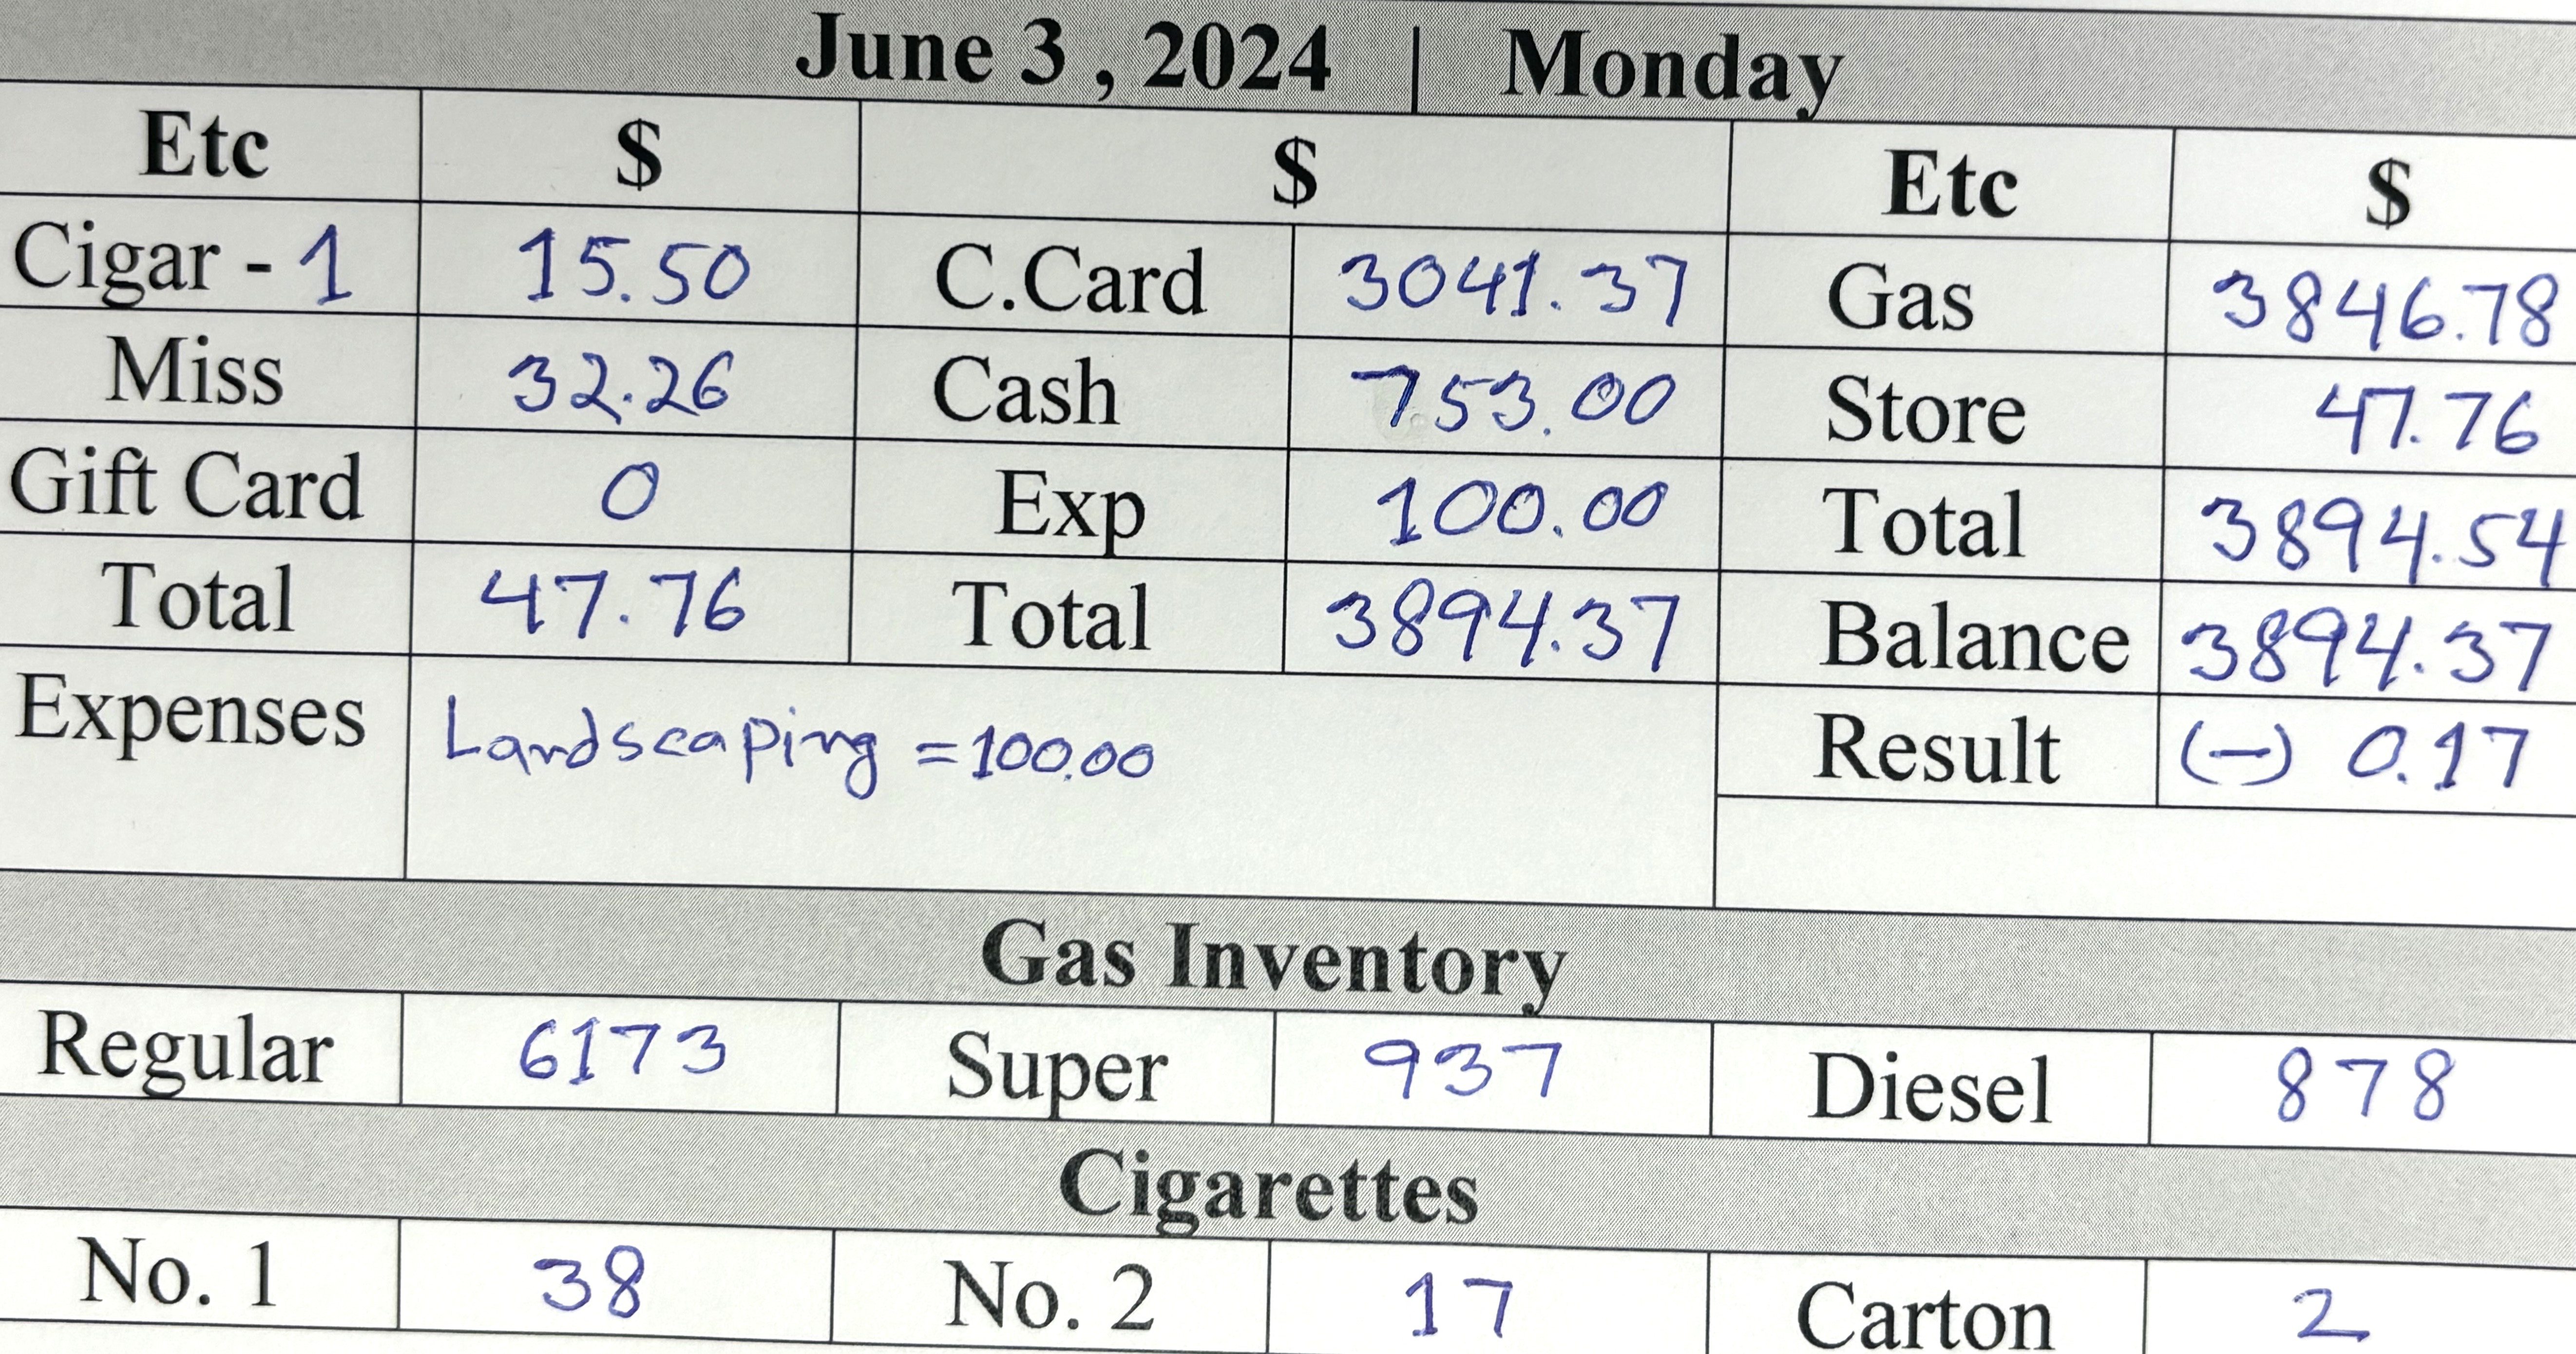 June 3 , 2024 | Monday
Etc $ $ Etc $
Cigar - 1 15.50 C.Card 3041.37 Gas 3846.78
Miss 32.26 Cash 753.00 Store 47.76
Gift Card 0 Exp 100.00 Total 3894.54
Total 47.76 Total 3894.37 Balance 3894.37
Expenses Landscaping = 100.00 Result (-) 0.17
Gas Inventory
Regular 6173 Super 937 Diesel 878
Cigarettes
No. 1 38 No. 2 17 Carton 2